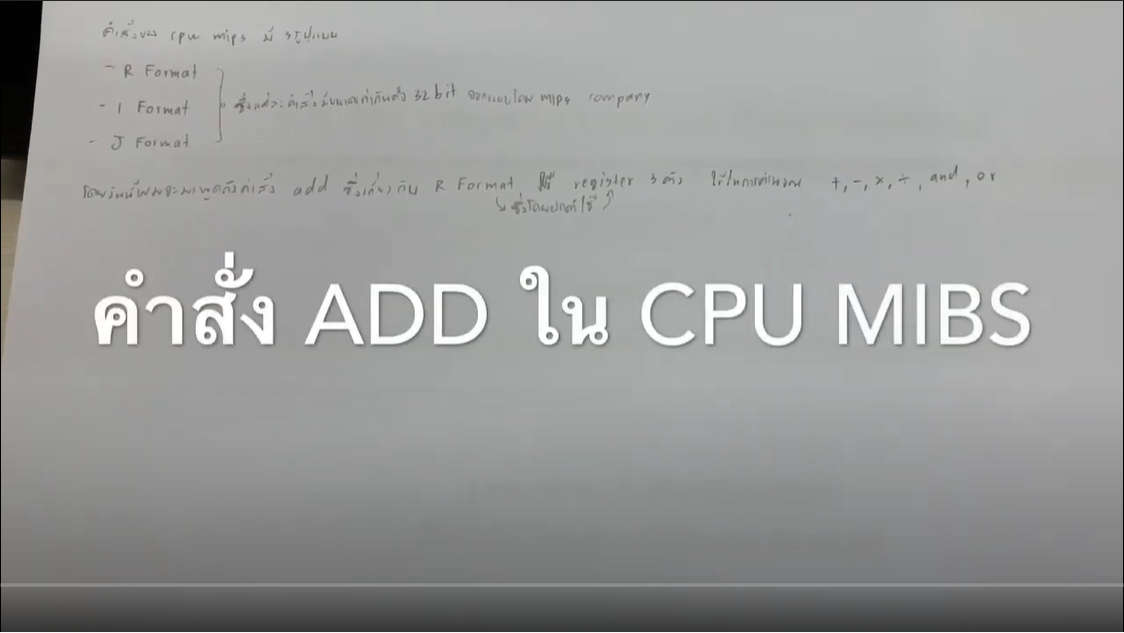 คำสั่งของ cpu mips มี 3 รูปแบบ
- R Format
- I Format
- J Format
ซึ่งแต่ละคำสั่งมีขนาดเท่ากันคือ 32 bit ออกแบบโดย mips company
โดยวันนี้ผมจะมาพูดถึงคำสั่ง add ซึ่งเกี่ยวกับ R Format, register 3 ตัว ใช้ในการคำนวณ +, -, ×, ÷, and, or
ซึ่งโดยปกติใช้
คำสั่ง ADD ใน CPU MIBS